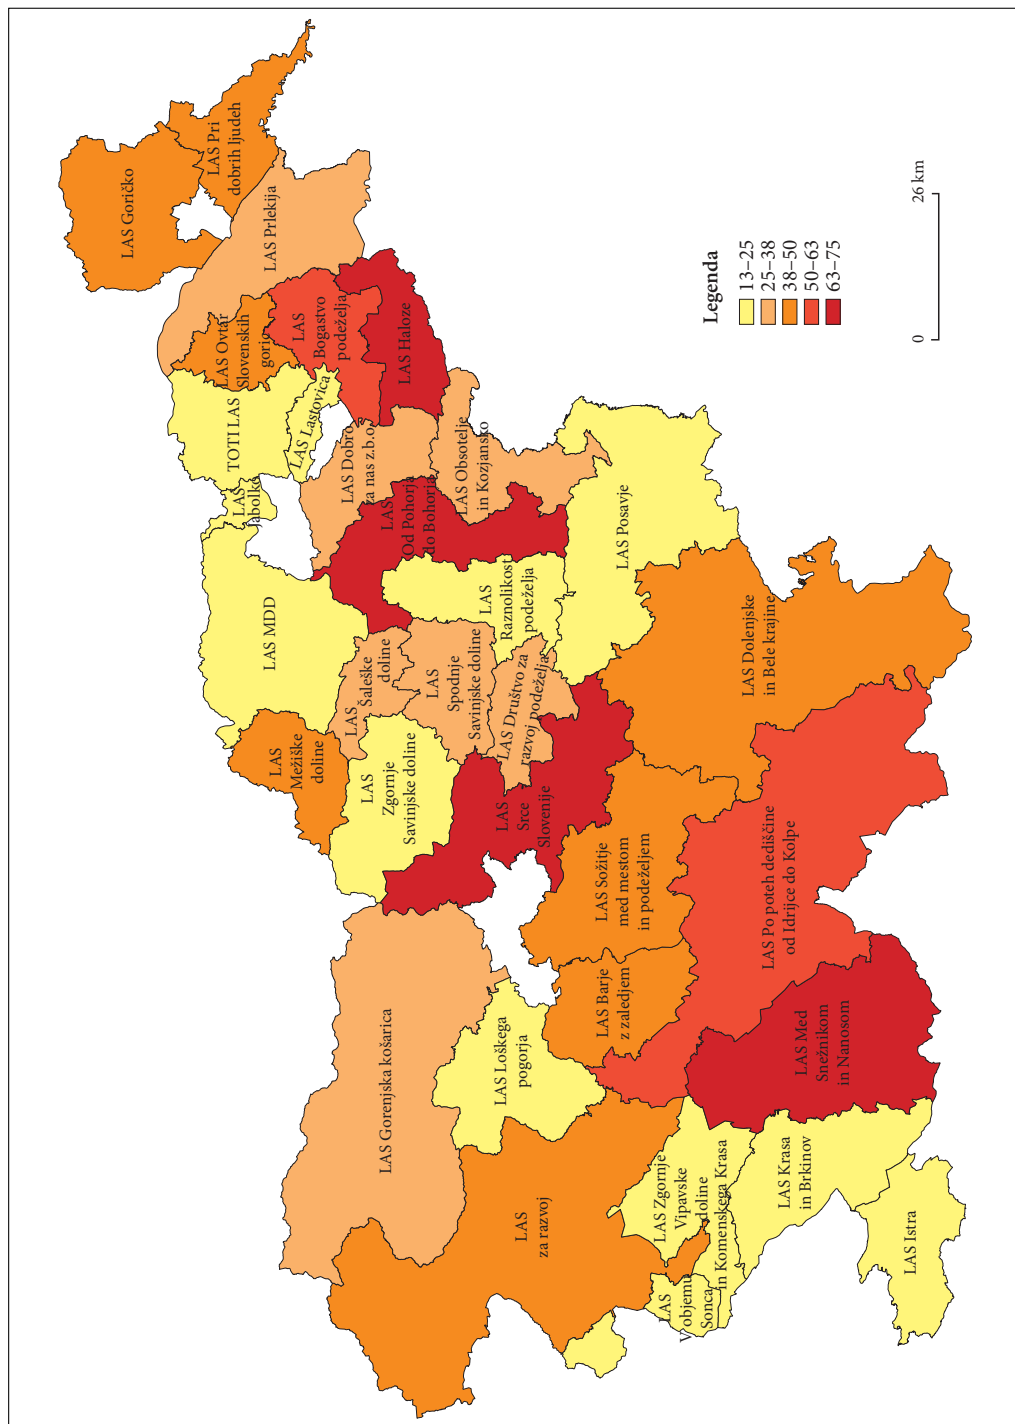 LAS Goričko
LAS Pri
dobrih ljudeh
LAS Prlekija
LAS Ovtar
Slovenskih
goric
LAS
Bogastvo
podeželja
LAS Haloze
TOTI LAS
LAS Lastovica
LAS Dobro
za nas z.b.o.
LAS Obsotelje
in Kozjansko
LAS
Jabolko
LAS
Od Pohorja
do Bohorja
LAS MDD
LAS
Raznolikost
podeželja
LAS Posavje
LAS
Šaleške
doline
LAS
Spodnje
Savinjske doline
LAS Društvo za
razvoj podeželja
LAS Dolenjske
in Bele krajine
LAS
Mežiške
doline
LAS
Zgornje
Savinjske doline
LAS
Srce
Slovenije
LAS Sožitje
med mestom
in podeželjem
LAS Po poteh dediščine
od Idrijce do Kolpe
LAS Gorenjska košarica
LAS Loškega
pogorja
LAS Barje
z zaledjem
LAS Med
Snežnikom
in Nanosom
LAS
za razvoj
LAS Zgornje
Vipavske
doline
in Komenskega Krasa
LAS Krasa
in Brkinov
LAS
V objemu
Sonca
LAS Istra
Legenda
13–25
25–38
38–50
50–63
63–75
0
26 km